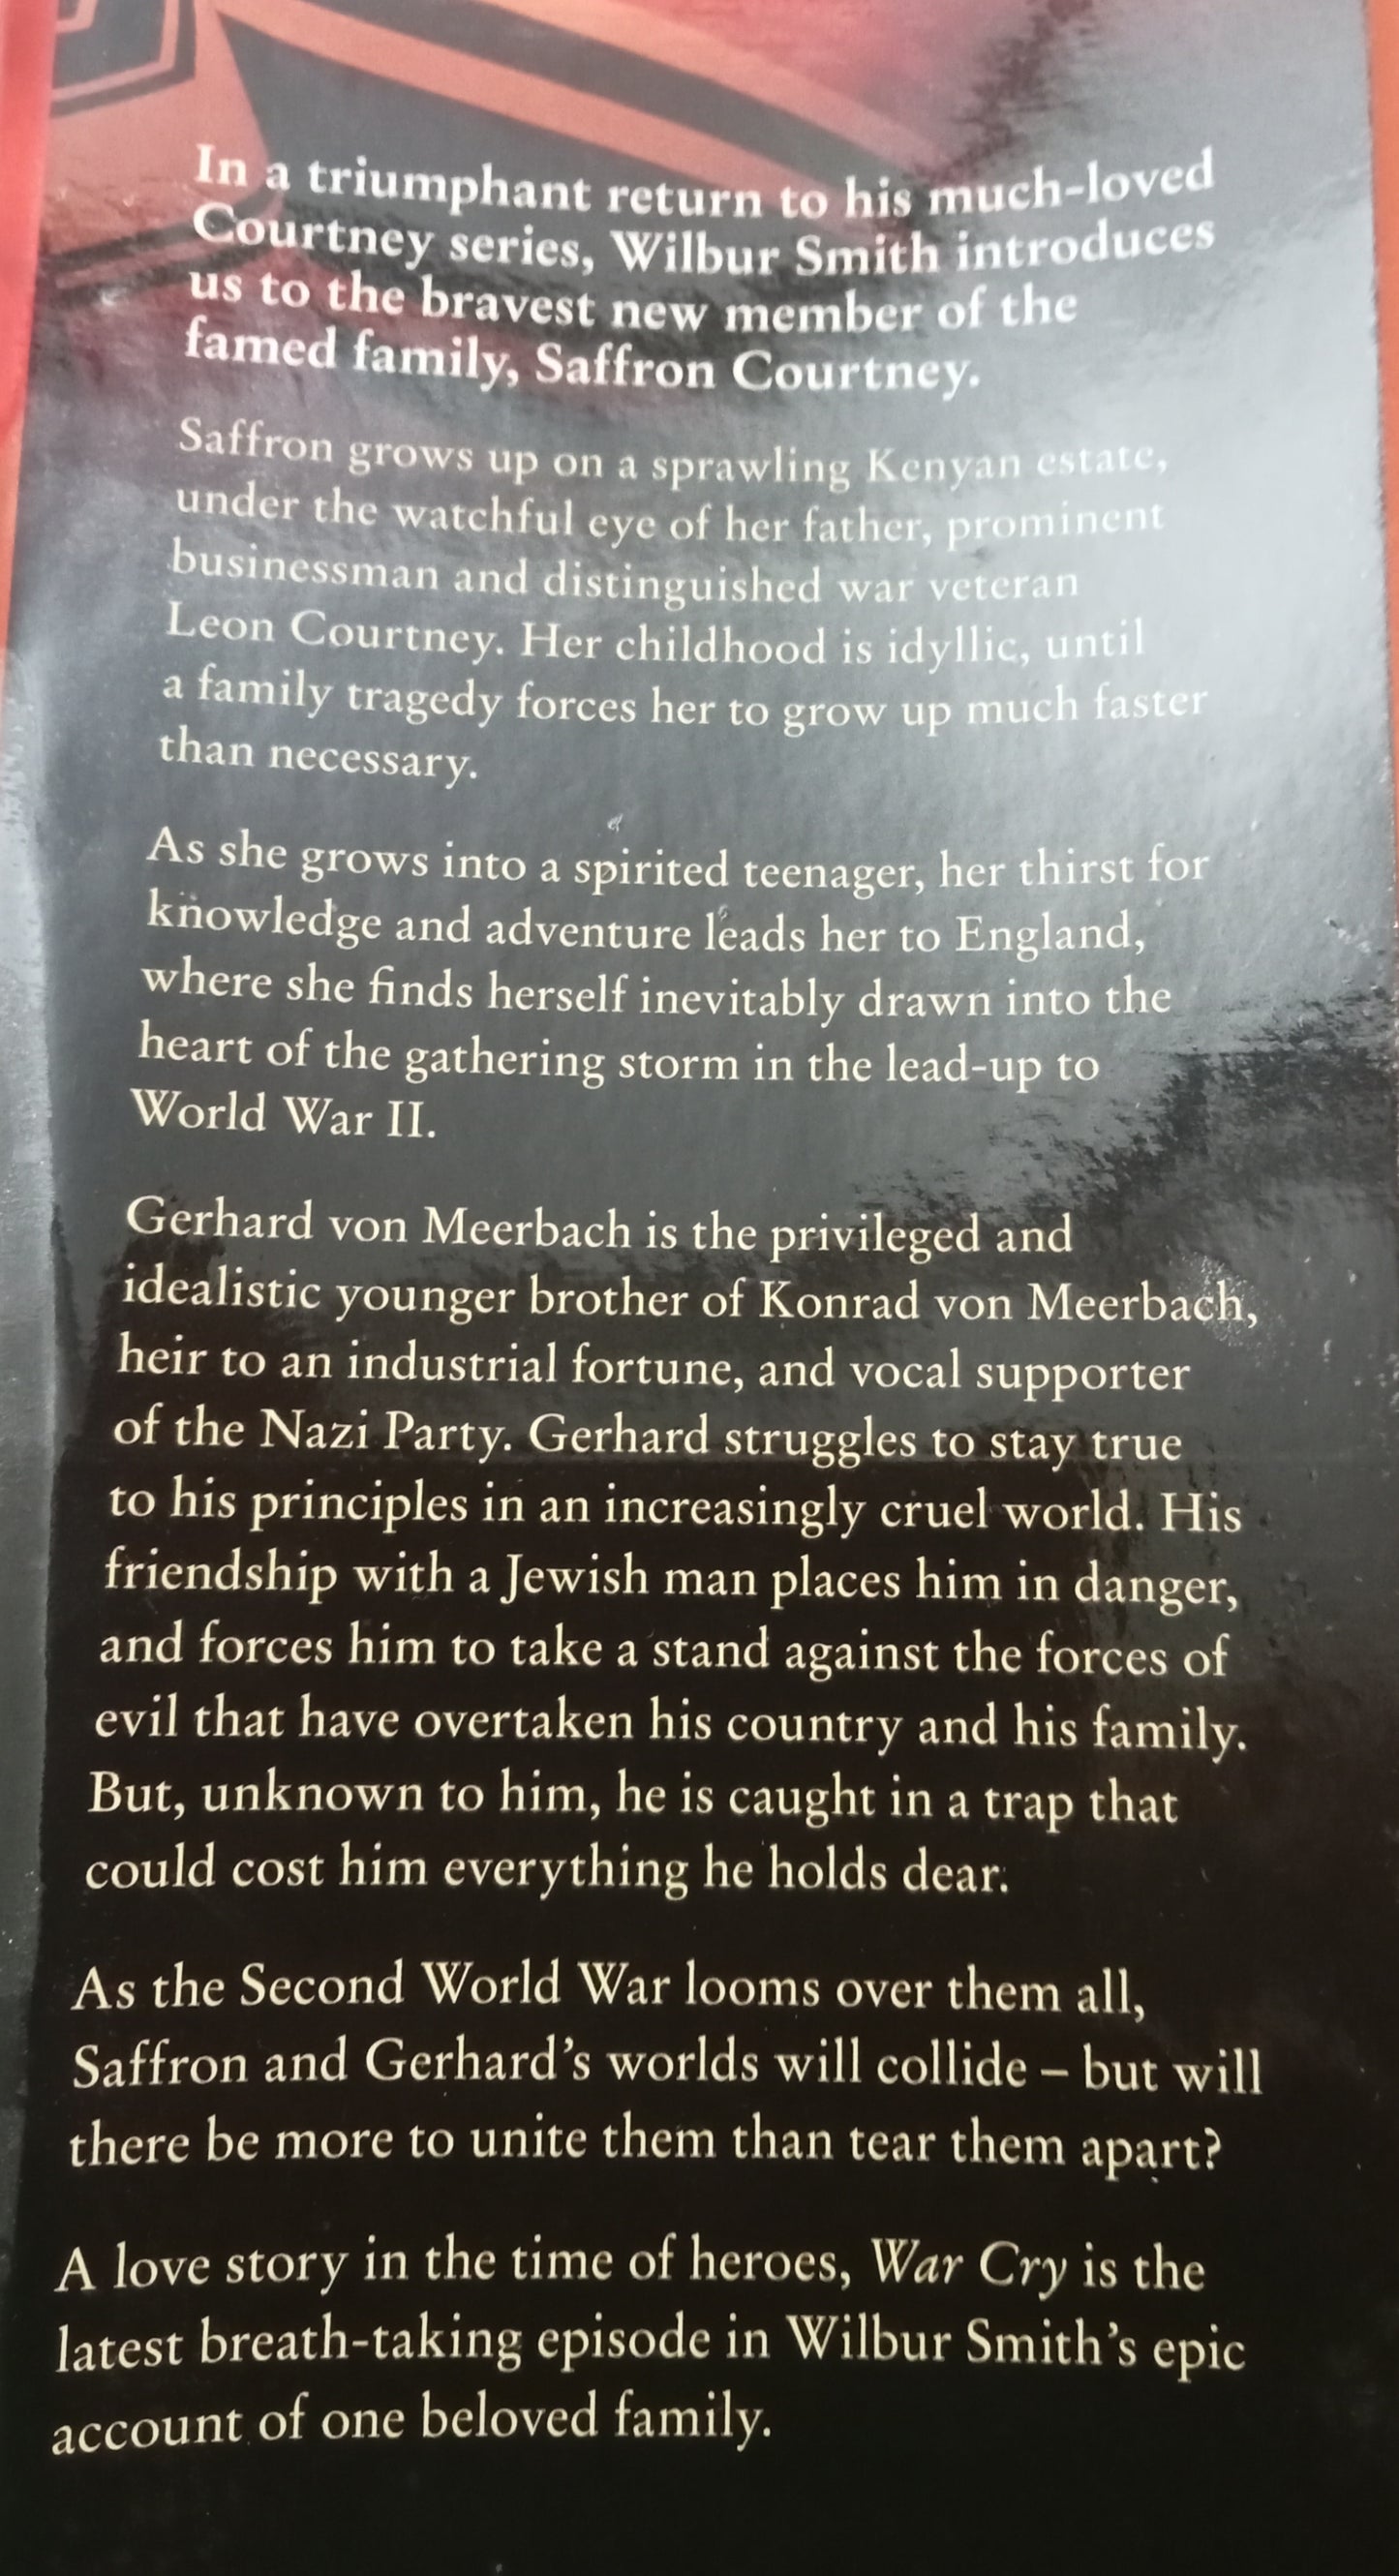 In a triumphant return to his much-loved
Courtney series, Wilbur Smith introduces
us to the bravest new member of the
famed family, Saffron Courtney.
Saffron grows up on a sprawling Kenyan estate,
under the watchful eye of her father, prominent
businessman and distinguished war veteran
Leon Courtney. Her childhood is idyllic, until
a family tragedy forces her to grow up much faster
than necessary.
As she grows into a spirited teenager, her thirst for
knowledge and adventure leads her to England,
where she finds herself inevitably drawn into the
heart of the gathering storm in the lead-up to
World War II.
Gerhard von Meerbach is the privileged and
idealistic younger brother of Konrad von Meerbach,
heir to an industrial fortune, and vocal supporter
of the Nazi Party. Gerhard struggles to stay true
to his principles in an increasingly cruel world. His
friendship with a Jewish man places him in danger,
and forces him to take a stand against the forces of
evil that have overtaken his country and his family.
But, unknown to him, he is caught in a trap that
could cost him everything he holds dear.
As the Second World War looms over them all,
Saffron and Gerhard’s worlds will collide – but will
there be more to unite them than tear them apart?
A love story in the time of heroes, War Cry is the
latest breath-taking episode in Wilbur Smith’s epic
account of one beloved family.